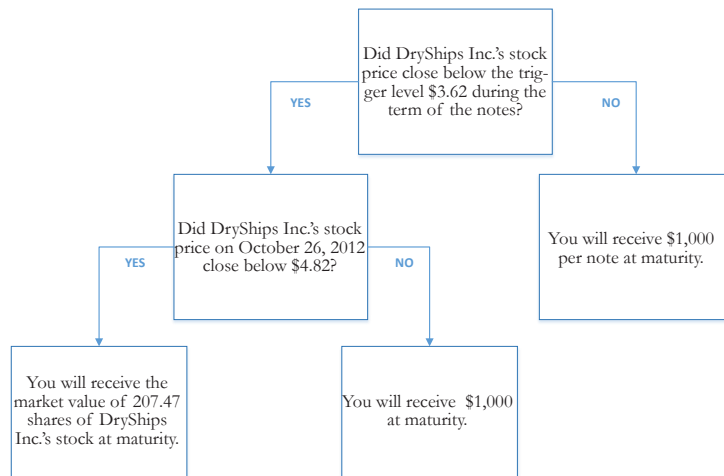 Did DryShips Inc.'s stock
price close below the trig-
ger level $3.62 during the
term of the notes?
YES
NO
Did DryShips Inc.'s stock
price on October 26, 2012
close below $4.82?
You will receive $1,000
per note at maturity.
YES
NO
You will receive the
market value of 207.47
shares of DryShips
Inc.'s stock at maturity.
You will receive $1,000
at maturity.